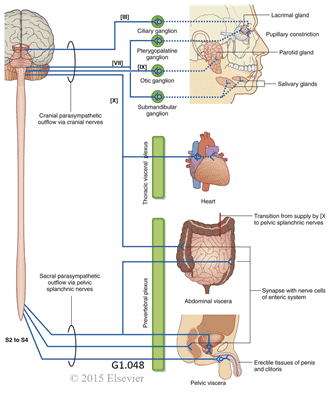 [III]
Ciliary ganglion
Lacrimal gland
Pupillary constriction
Pterygopalatine
ganglion
Parotid gland
[VII]
[IX]
Otic ganglion
Salivary glands
[X]
Submandibular
ganglion
Cranial parasympathetic
outflow via cranial nerves
Thoracic visceral plexus
Heart
Transition from supply by [X
to pelvic splanchnic nerves
Prevertebral plexus
Synapse with nerve cells
of enteric system
Abdominal viscera
Sacral parasympathetic
outflow via pelvic
splanchnic nerves
S2 to S4
Erectile tissues of penis
and clitoris
G1.048
© 2015 Elsevier
Pelvic viscera